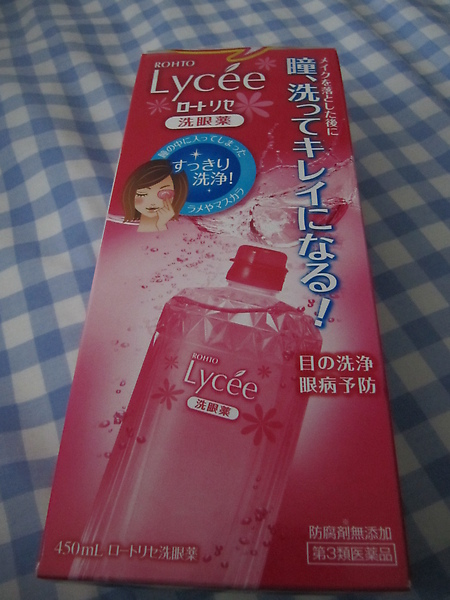 ROHTO
Lycée
ロートリセ
洗眼薬
メイクを落とした後に
瞳、洗ってキレイになる!
瞳の中に入ってしまった
すっきり
洗浄!
ラメやマスカラ
ROHTO
Lycée
洗眼薬
目の洗浄
眼病予防
防腐剤無添加
第3類医薬品
450mL ロートリセ洗眼薬